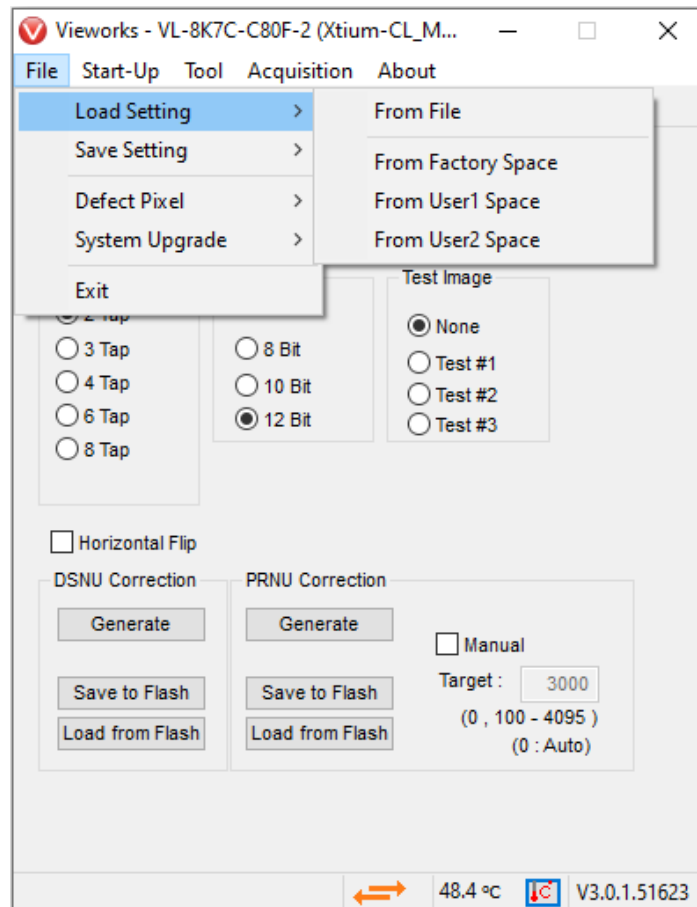 Vieworks - VL-8K7C-C80F-2 (Xtium-CL_M...
File Start-Up Tool Acquisition About
Load Setting
Save Setting
Defect Pixel
System Upgrade
Exit
From File
From Factory Space
From User1 Space
From User2 Space
2 Tap
3 Tap
4 Tap
6 Tap
8 Tap
8 Bit
10 Bit
12 Bit
Test Image
None
Test #1
Test #2
Test #3
Horizontal Flip
DSNU Correction
Generate
Save to Flash
Load from Flash
PRNU Correction
Generate
Save to Flash
Load from Flash
Manual
Target : 3000
(0 , 100 - 4095 )
(0 : Auto)
48.4 ºC V3.0.1.51623